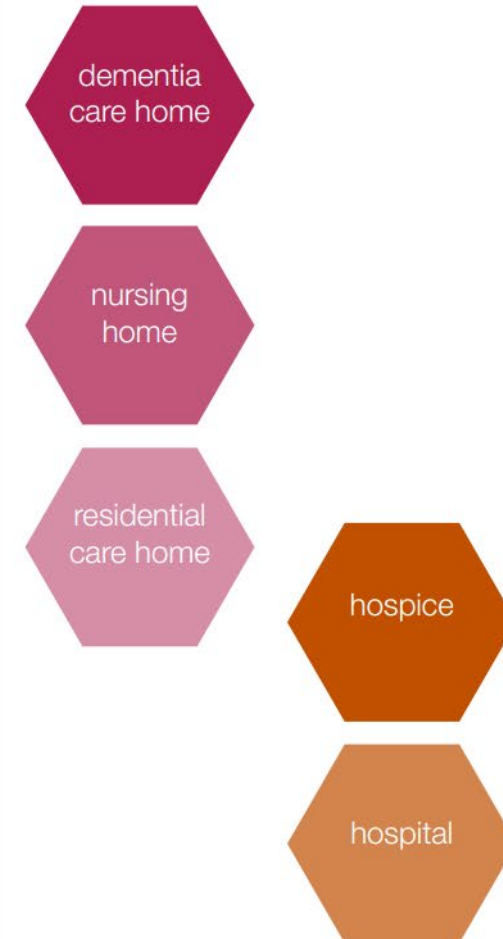 dementia
care home
nursing
home
residential
care home
hospice
hospital